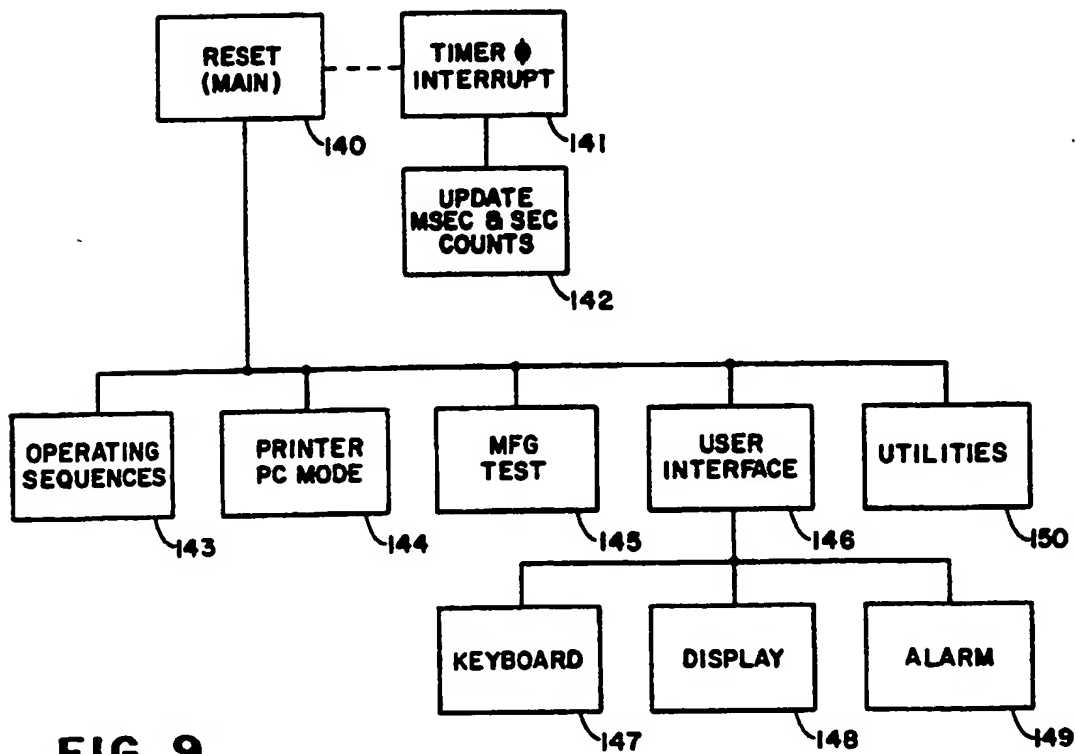 RESET
(MAIN)
140
TIMER ϕ
INTERRUPT
141
UPDATE
MSEC & SEC
COUNTS
142
OPERATING
SEQUENCES
143
PRINTER
PC MODE
144
MFG
TEST
145
USER
INTERFACE
146
UTILITIES
150
KEYBOARD
147
DISPLAY
148
ALARM
149
FIG. 9